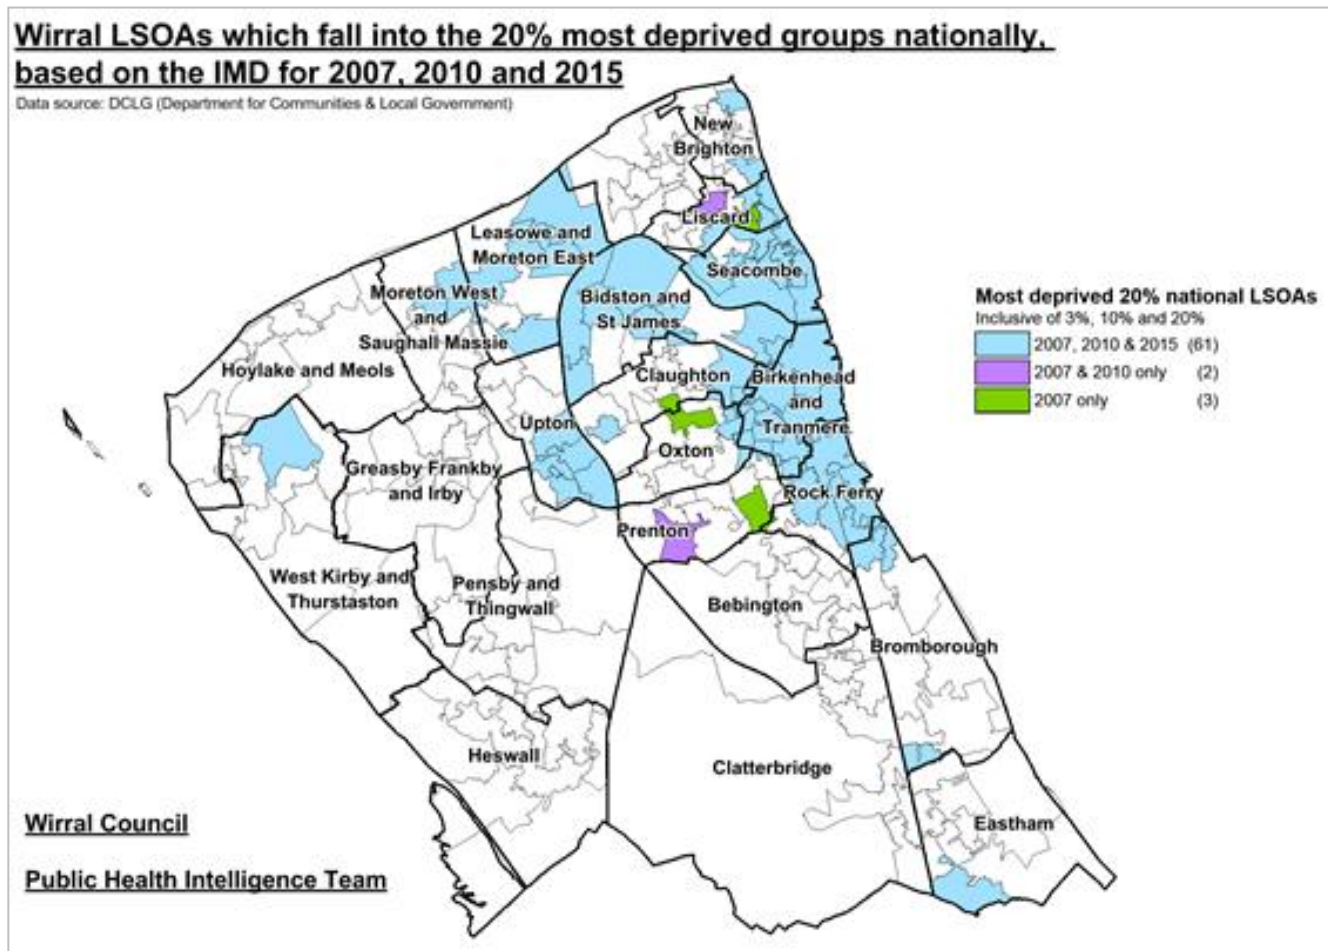 Wirral LSOAs which fall into the 20% most deprived groups nationally,
based on the IMD for 2007, 2010 and 2015
Data source: DCLG (Department for Communities & Local Government)
New
Brighton
Liscard
Leasowe and
Moreton East
Seacombe
Moreton West
and
Saughall Massie
Bidston and
St James
Hoylake and Meols
Claughton
Birkenhead
and
Tranmere
Upton
Oxton
Greasby Frankby
and Irby
Rock Ferry
Prenton
West Kirby and
Thurstaston
Pensby and
Thingwall
Bebington
Bromborough
Heswall
Clatterbridge
Eastham
Most deprived 20% national LSOAs
Inclusive of 3%, 10% and 20%
2007, 2010 & 2015 (61)
2007 & 2010 only (2)
2007 only (3)
Wirral Council
Public Health Intelligence Team